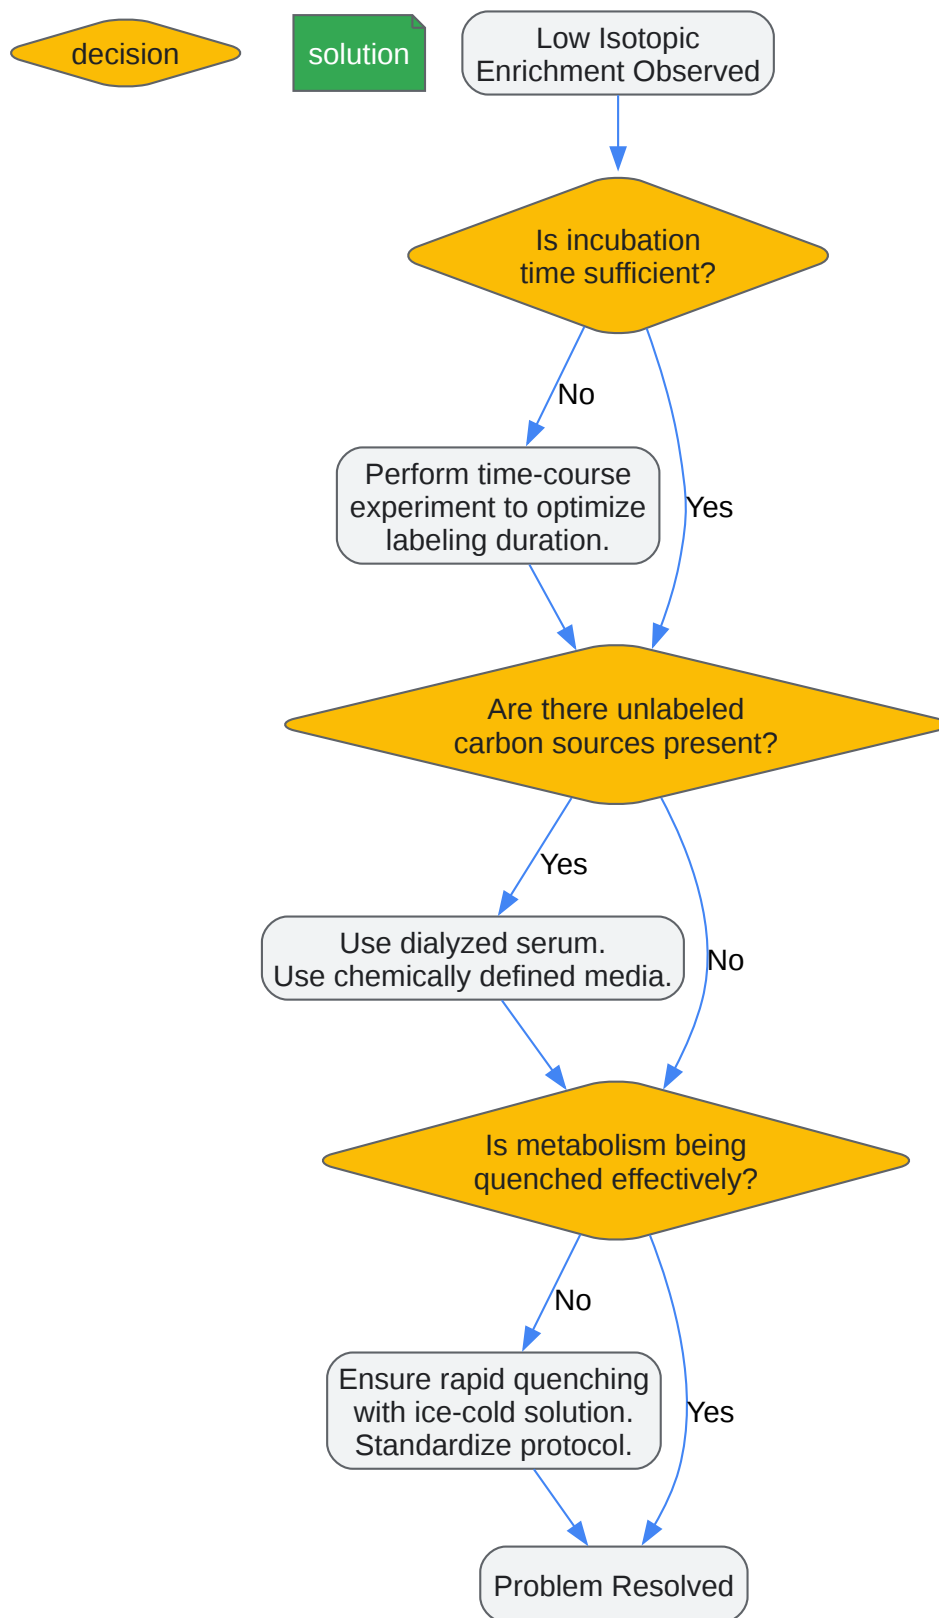 decision
solution
Low Isotopic
Enrichment Observed
Is incubation
time sufficient?
No
Perform time-course
experiment to optimize
labeling duration.
Yes
Are there unlabeled
carbon sources present?
Yes
Use dialyzed serum.
Use chemically defined media.
No
Is metabolism being
quenched effectively?
No
Ensure rapid quenching
with ice-cold solution.
Standardize protocol.
Yes
Problem Resolved